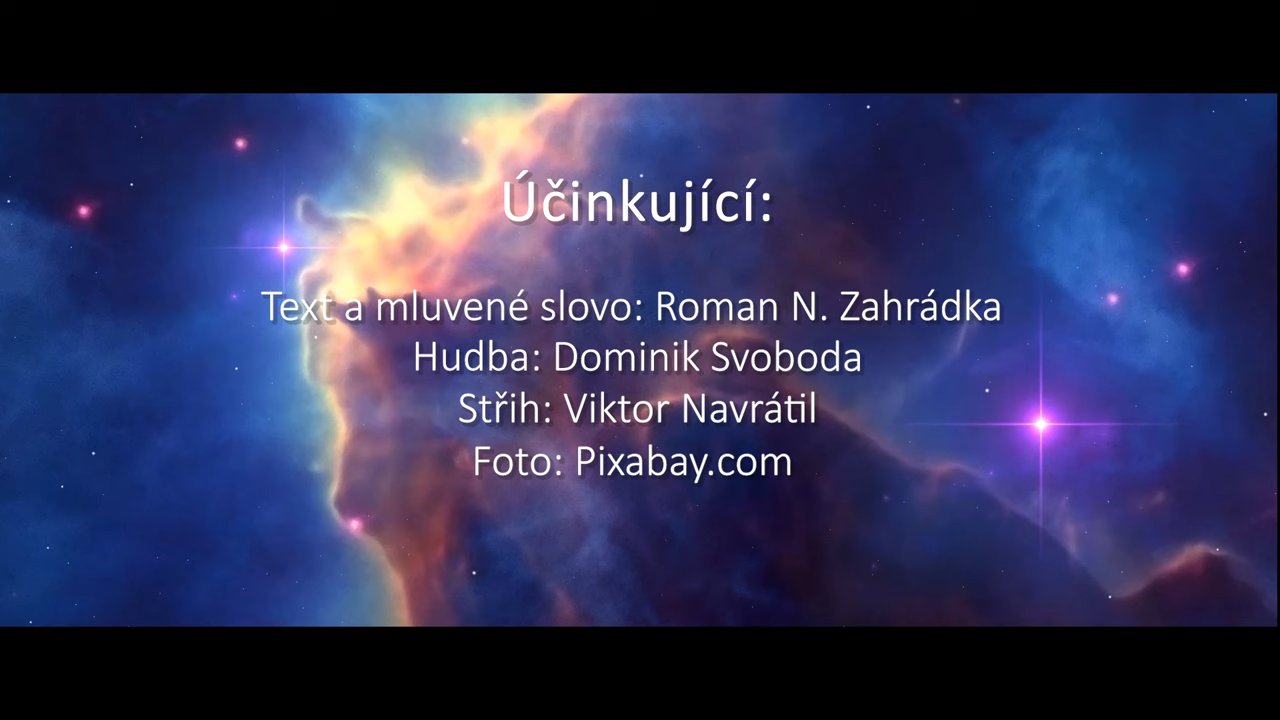 Účinkující:
Text a mluvené slovo: Roman N. Zahrádka
Hudba: Dominik Svoboda
Střih: Viktor Navrátil
Foto: Pixabay.com